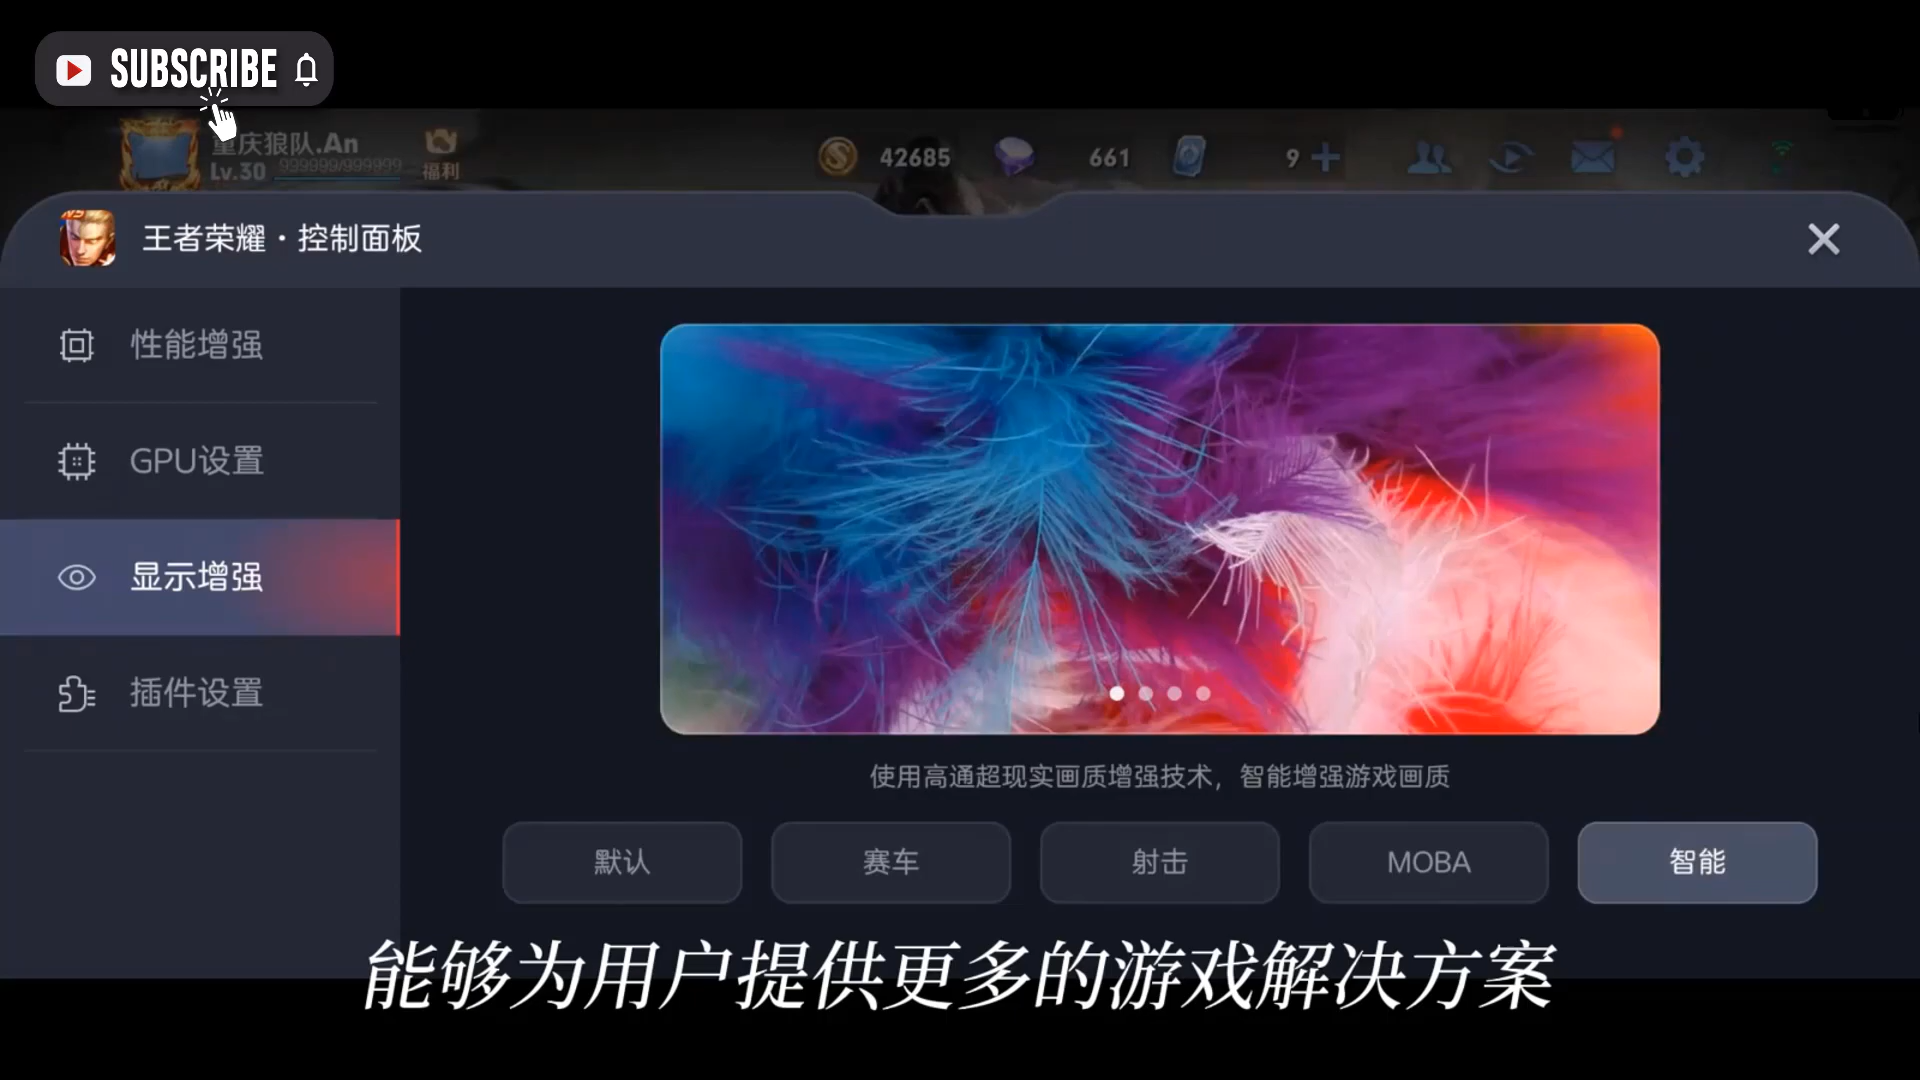 SUBSCRIBE
重庆狼队.An
Lv.30 999999/999999
福利
42685
661
9
王者荣耀·控制面板
性能增强
GPU设置
显示增强
插件设置
使用高通超现实画质增强技术，智能增强游戏画质
默认
赛车
射击
MOBA
智能
能够为用户提供更多的游戏解决方案